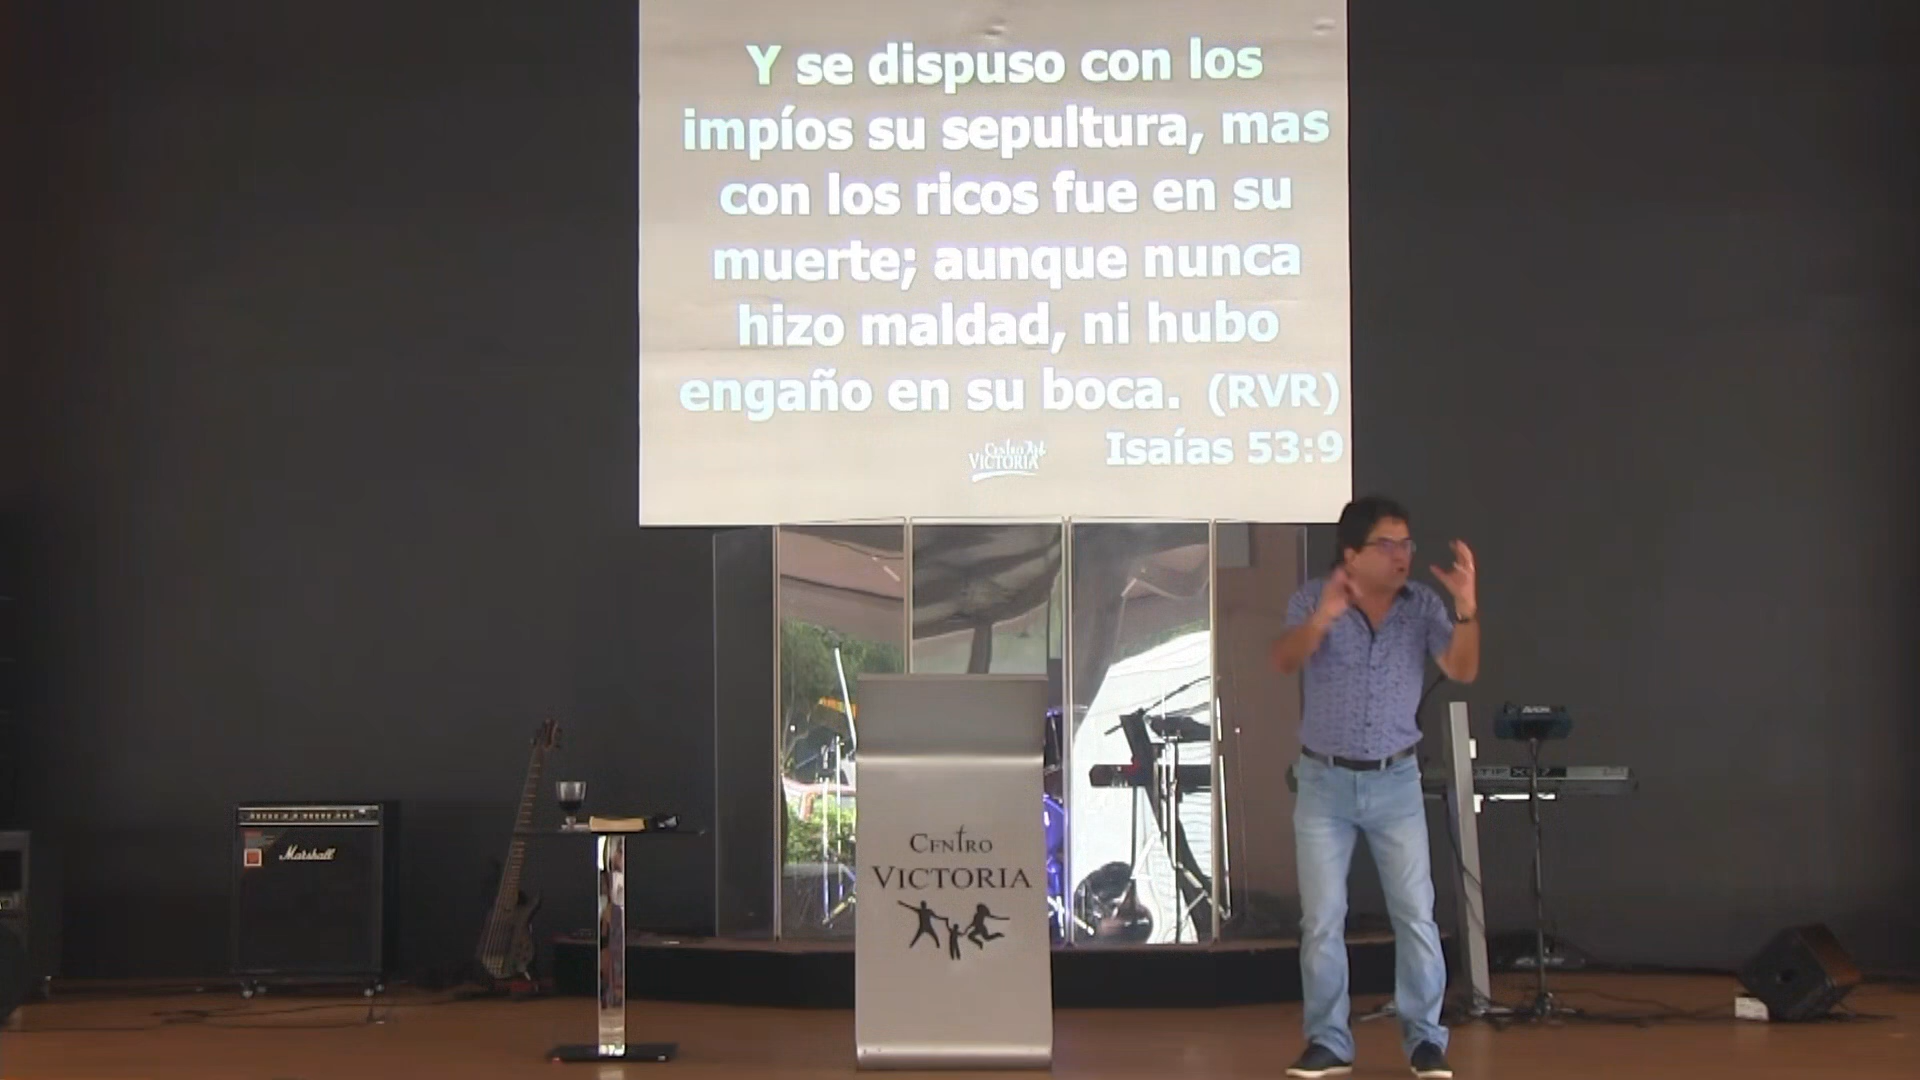 Y se dispuso con los
impíos su sepultura, mas
con los ricos fue en su
muerte; aunque nunca
hizo maldad, ni hubo
engaño en su boca. (RVR)
Isaías 53:9
VICTORIA
Marshall
CENTRO
VICTORIA